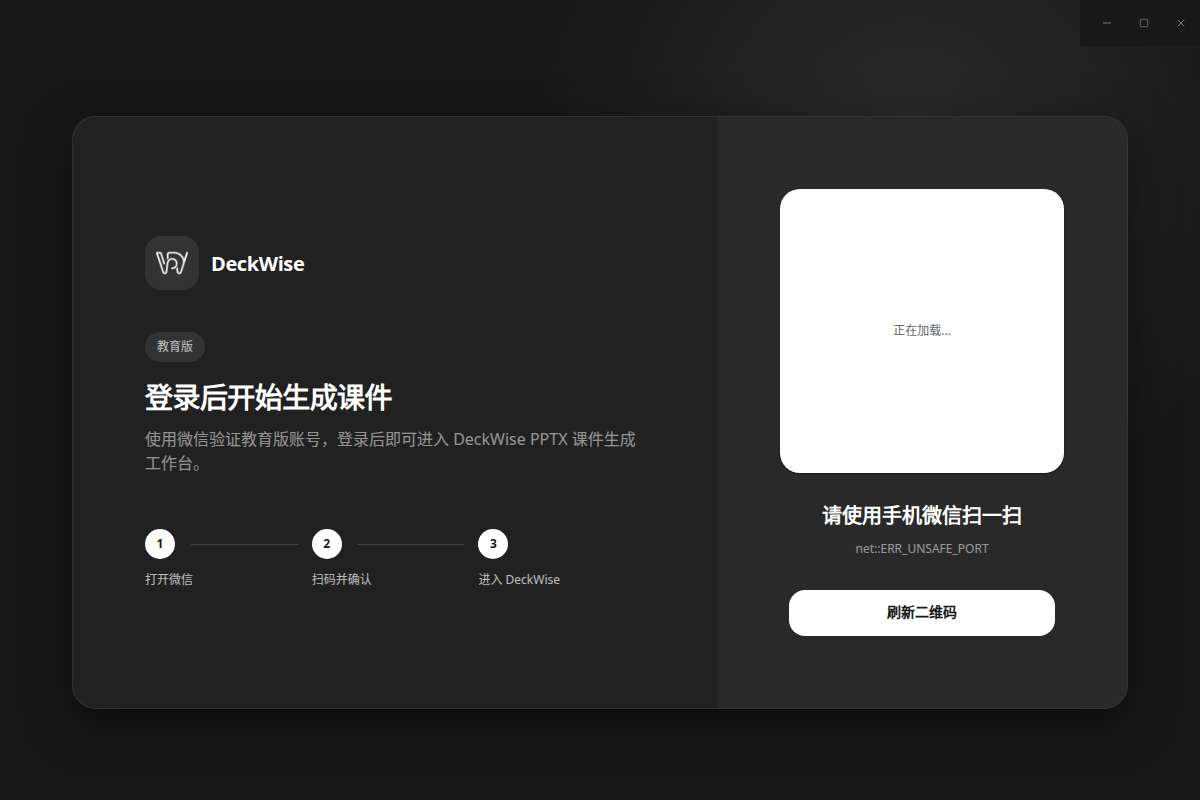 DeckWise
教育版
登录后开始生成课件
使用微信验证教育版账号，登录后即可进入 DeckWise PPTX 课件生成
工作台。
1
2
3
打开微信
扫码并确认
进入 DeckWise
正在加载...
请使用手机微信扫一扫
net::ERR_UNSAFE_PORT
刷新二维码